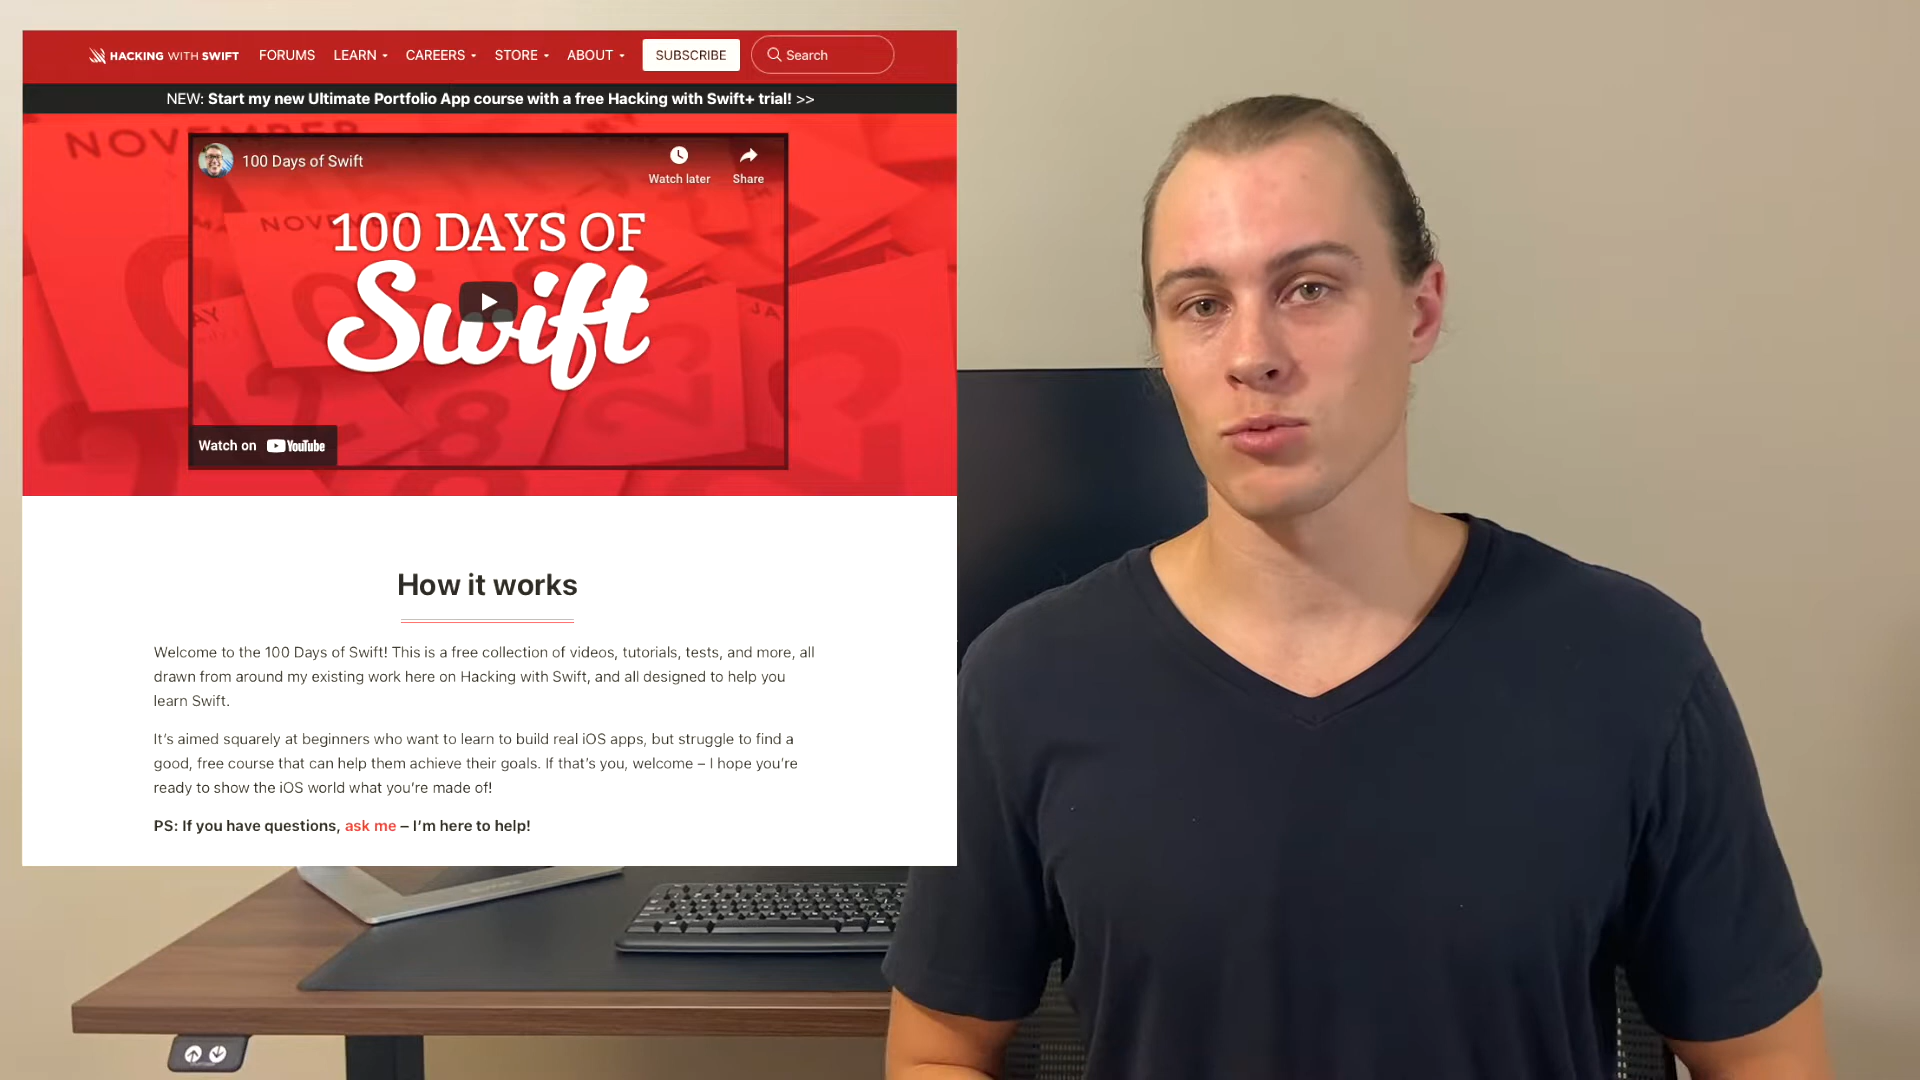 HACKING WITH SWIFT FORUMS LEARN CAREERS STORE ABOUT SUBSCRIBE Search
NEW: Start my new Ultimate Portfolio App course with a free Hacking with Swift+ trial! >>
NOVEMBER
100 Days of Swift
Watch later Share
NOVEMBER
100 DAYS OF
Swift
Watch on YouTube
How it works
Welcome to the 100 Days of Swift! This is a free collection of videos, tutorials, tests, and more, all
drawn from around my existing work here on Hacking with Swift, and all designed to help you
learn Swift.
It's aimed squarely at beginners who want to learn to build real iOS apps, but struggle to find a
good, free course that can help them achieve their goals. If that's you, welcome – I hope you're
ready to show the iOS world what you're made of!
PS: If you have questions, ask me – I'm here to help!